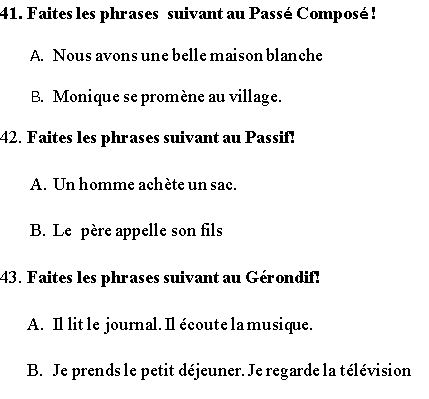 41. Faites les phrases suivant au Passé Composé!
A. Nous avons une belle maison blanche
B. Monique se promène au village.
42. Faites les phrases suivant au Passif!
A. Un homme achète un sac.
B. Le père appelle son fils
43. Faites les phrases suivant au Gérondif!
A. Il lit le journal. Il écoute la musique.
B. Je prends le petit déjeuner. Je regarde la télévision